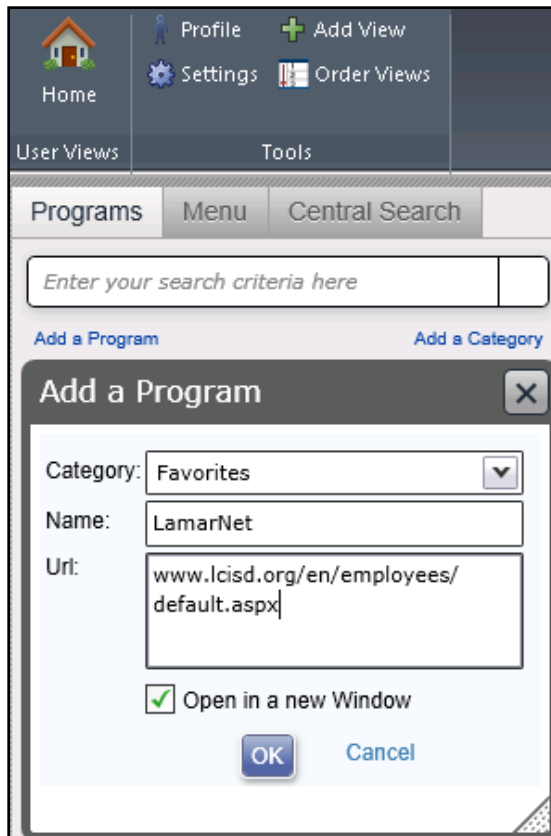 Profile Add View
Home Settings Order Views
User Views Tools
Programs Menu Central Search
Enter your search criteria here
Add a Program Add a Category
Add a Program
Category: Favorites
Name: LamarNet
Url: www.lcisd.org/en/employees/
default.aspx
Open in a new Window
OK Cancel